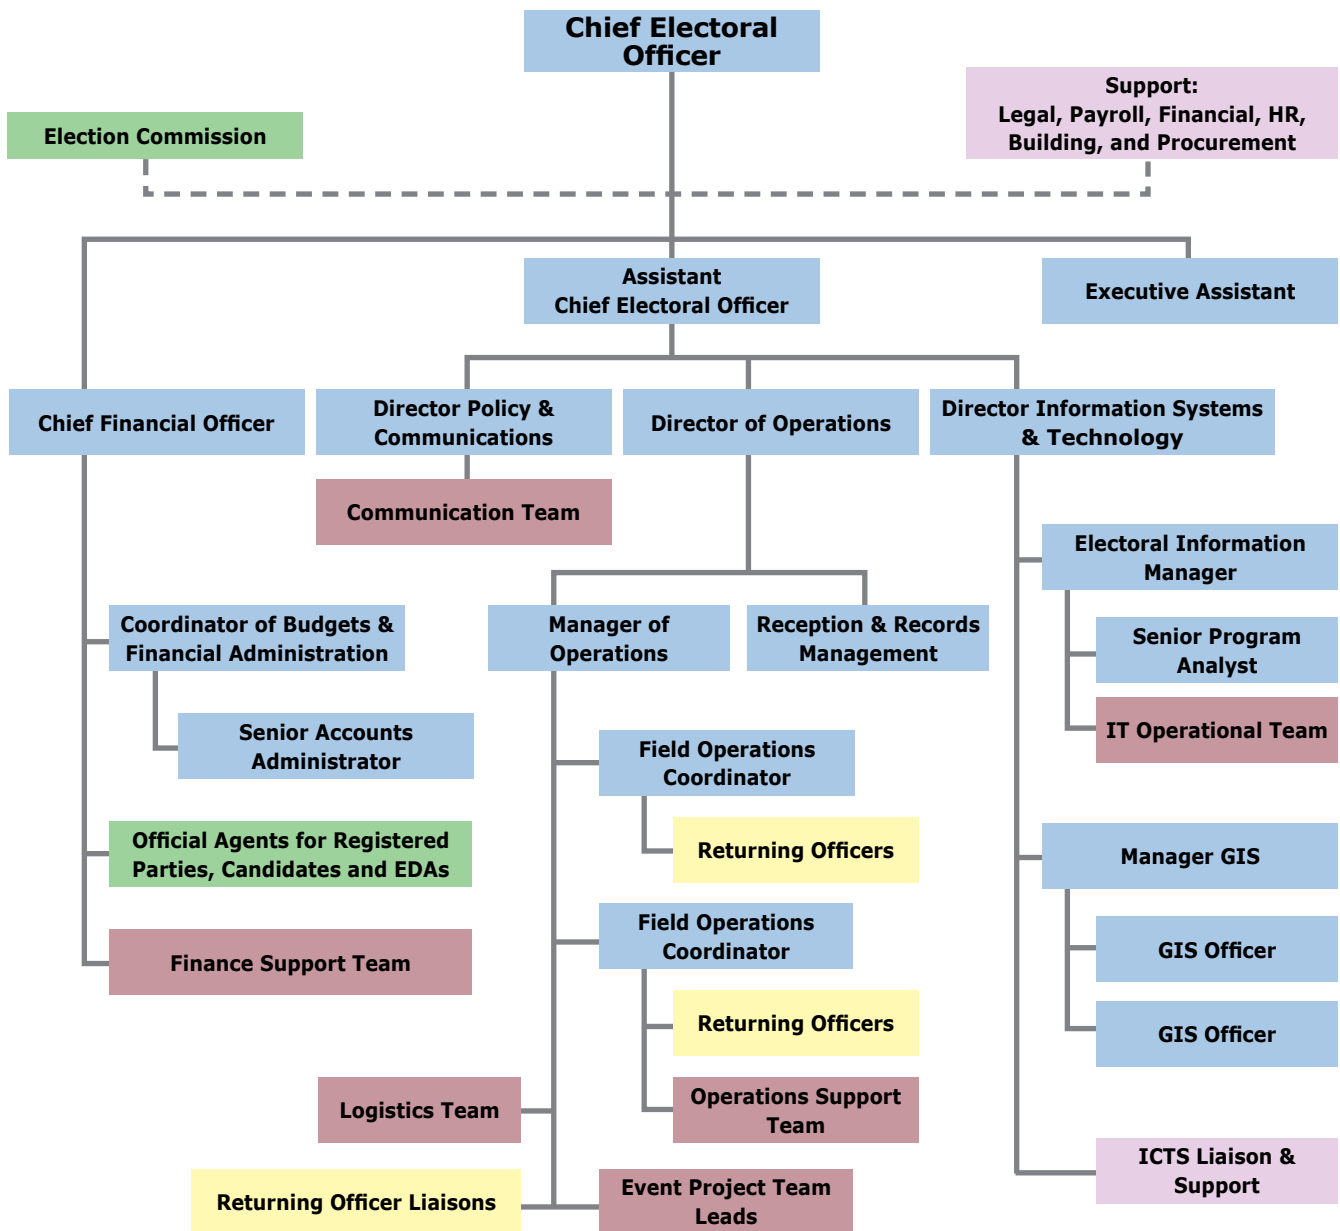 Chief Electoral
Officer
Support:
Legal, Payroll, Financial, HR,
Building, and Procurement
Election Commission
Assistant
Chief Electoral Officer
Executive Assistant
Chief Financial Officer
Director Policy &
Communications
Director of Operations
Director Information Systems
& Technology
Communication Team
Electoral Information
Manager
Coordinator of Budgets &
Financial Administration
Manager of
Operations
Reception & Records
Management
Senior Program
Analyst
IT Operational Team
Senior Accounts
Administrator
Field Operations
Coordinator
Official Agents for Registered
Parties, Candidates and EDAs
Returning Officers
Manager GIS
Finance Support Team
Field Operations
Coordinator
GIS Officer
Returning Officers
GIS Officer
Logistics Team
Operations Support
Team
ICTS Liaison &
Support
Returning Officer Liaisons
Event Project Team
Leads